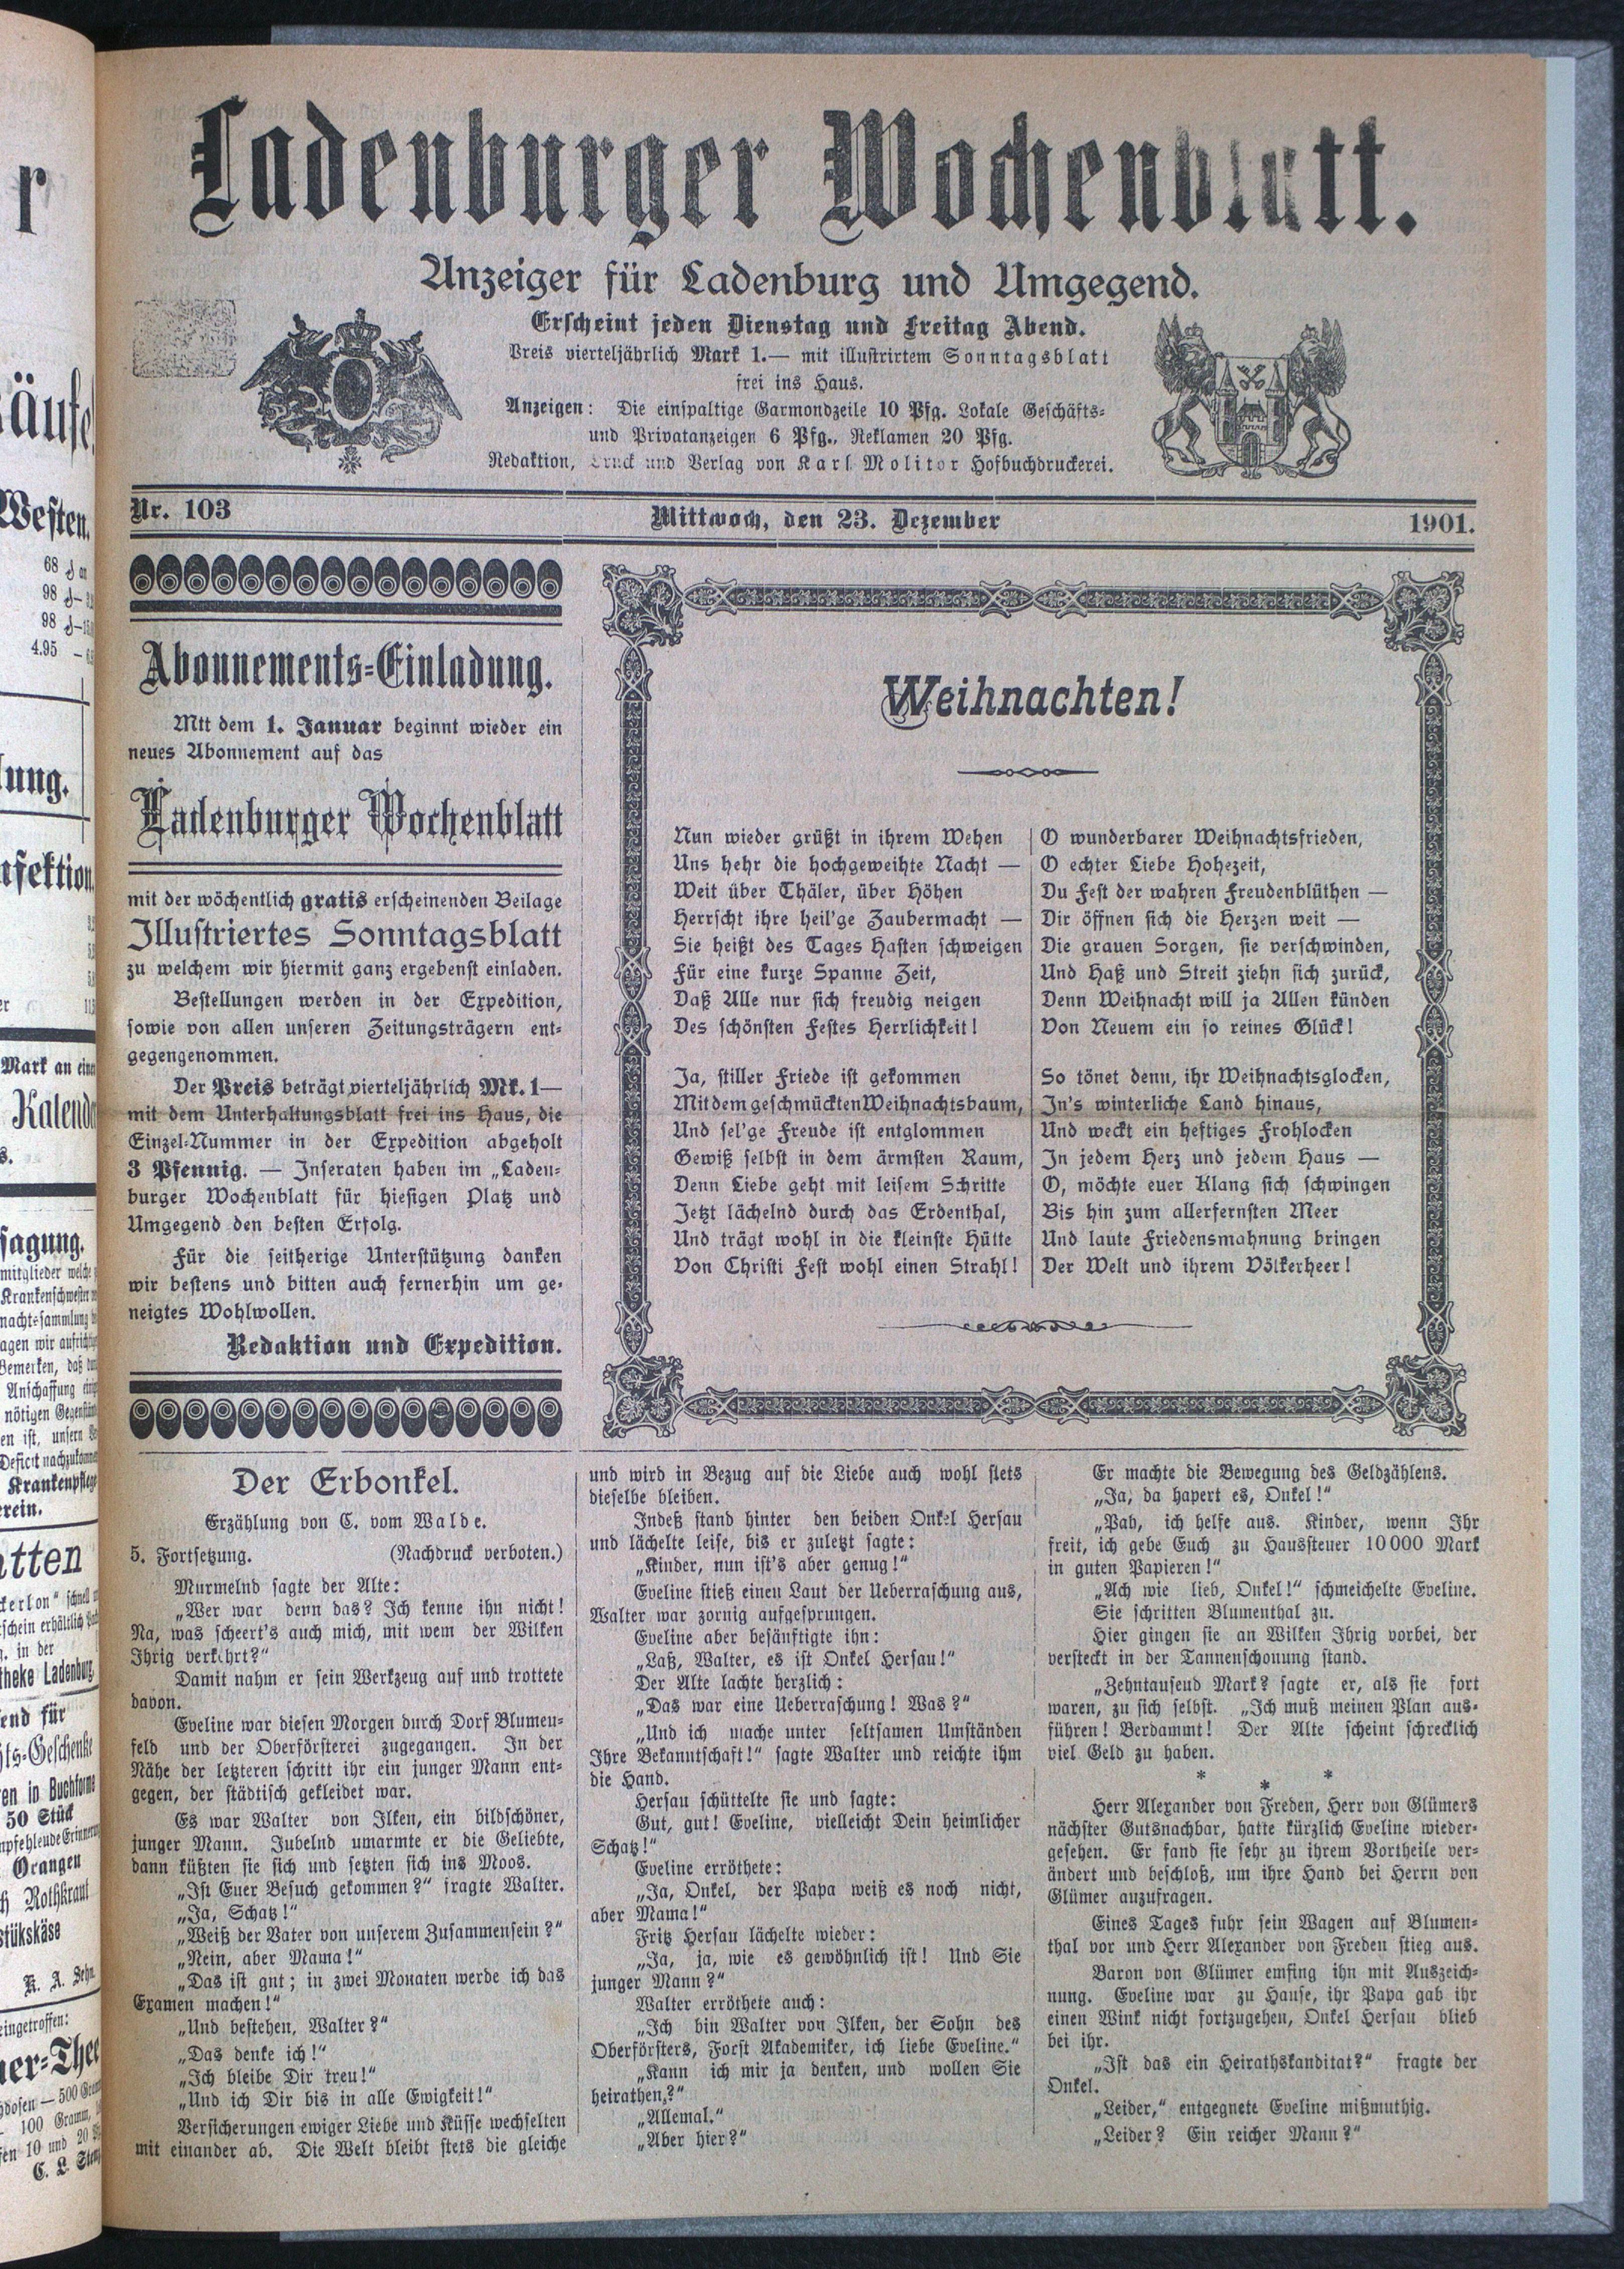 Ladenburger Wochenblatt.
Anzeiger für Ladenburg und Umgegend.
Erscheint jeden Dienstag und Freitag Abend.
Preis vierteljährlich Mark 1.— mit illustrirtem Sonntagsblatt
frei ins Haus.
Anzeigen: Die einspaltige Garmondzeile 10 Pfg. Lokale Geschäfts-
und Privatanzeigen 6 Pfg., Reklamen 20 Pfg.
Redaktion, Druck und Verlag von Karl Molitor Hofbuchdruckerei.
Nr. 103
Mittwoch, den 23. Dezember
1901.
Abonnements-Einladung.
Mtt dem 1. Januar beginnt wieder ein
neues Abonnement auf das
Ladenburger Wochenblatt
mit der wöchentlich gratis erscheinenden Beilage
Illustriertes Sonntagsblatt
zu welchem wir hiermit ganz ergebenst einladen.
Bestellungen werden in der Expedition,
sowie von allen unseren Zeitungsträgern ent-
gegengenommen.
Der Preis beträgt vierteljährlich Mk. 1—
mit dem Unterhaltungsblatt frei ins Haus, die
Einzel-Nummer in der Expedition abgeholt
3 Pfennig. — Inseraten haben im „Laden-
burger Wochenblatt für hiesigen Platz und
Umgegend den besten Erfolg.
Für die seitherige Unterstützung danken
wir bestens und bitten auch fernerhin um ge-
neigtes Wohlwollen.
Redaktion und Expedition.
Weihnachten!
Nun wieder grüßt in ihrem Wehen
Uns hehr die hochgeweihte Nacht —
Weit über Thäler, über Höhen
Herrscht ihre heil'ge Zaubermacht —
Sie heißt des Tages Hasten schweigen
Für eine kurze Spanne Zeit,
Daß Alle nur sich freudig neigen
Des schönsten Festes Herrlichkeit!
Ja, stiller Friede ist gekommen
Mit dem geschmückten Weihnachtsbaum,
Und sel'ge Freude ist entglommen
Gewiß selbst in dem ärmsten Raum,
Denn Liebe geht mit leisem Schritte
Jetzt lächelnd durch das Erdenthal,
Und trägt wohl in die kleinste Hütte
Von Christi Fest wohl einen Strahl!
O wunderbarer Weihnachtsfrieden,
O echter Liebe Hohezeit,
Du Fest der wahren Freudenblüthen —
Dir öffnen sich die Herzen weit —
Die grauen Sorgen, sie verschwinden,
Und Haß und Streit ziehn sich zurück,
Denn Weihnacht will ja Allen künden
Von Neuem ein so reines Glück!
So tönet denn, ihr Weihnachtsglocken,
In's winterliche Land hinaus,
Und weckt ein heftiges Frohlocken
In jedem Herz und jedem Haus —
O, möchte euer Klang sich schwingen
Bis hin zum allerfernsten Meer
Und laute Friedensmahnung bringen
Der Welt und ihrem Völkerheer!
Der Erbonkel.
Erzählung von C. vom Walde.
5. Fortsetzung. (Nachdruck verboten.)
Murmelnd sagte der Alte:
„Wer war denn das? Ich kenne ihn nicht!
Na, was scheert's auch mich, mit wem der Wilken
Ihrig verkehrt?“
Damit nahm er sein Werkzeug auf und trottete
davon.
Eveline war diesen Morgen durch Dorf Blumen-
feld und der Oberförsterei zugegangen. In der
Nähe der letzteren schritt ihr ein junger Mann ent-
gegen, der städtisch gekleidet war.
Es war Walter von Ilken, ein bildschöner,
junger Mann. Jubelnd umarmte er die Geliebte,
dann küßten sie sich und setzten sich ins Moos.
„Ist Euer Besuch gekommen?“ fragte Walter.
„Ja, Schatz!“
„Weiß der Vater von unserem Zusammensein?“
„Nein, aber Mama!“
„Das ist gut; in zwei Monaten werde ich das
Examen machen!“
„Und bestehen, Walter?“
„Das denke ich!“
„Ich bleibe Dir treu!“
„Und ich Dir bis in alle Ewigkeit!“
Versicherungen ewiger Liebe und Küsse wechselten
mit einander ab. Die Welt bleibt stets die gleiche
und wird in Bezug auf die Liebe auch wohl stets
dieselbe bleiben.
Indeß stand hinter den beiden Onkel Hersau
und lächelte leise, bis er zuletzt sagte:
„Kinder, nun ist's aber genug!“
Eveline stieß einen Laut der Ueberraschung aus,
Walter war zornig aufgesprungen.
Eveline aber besänftigte ihn:
„Laß, Walter, es ist Onkel Hersau!“
Der Alte lachte herzlich:
„Das war eine Ueberraschung! Was?“
„Und ich mache unter seltsamen Umständen
Ihre Bekanntschaft!“ sagte Walter und reichte ihm
die Hand.
Hersau schüttelte sie und sagte:
Gut, gut! Eveline, vielleicht Dein heimlicher
Schatz!“
Eveline erröthete:
„Ja, Onkel, der Papa weiß es noch nicht,
aber Mama!“
Fritz Hersau lächelte wieder:
„Ja, ja, wie es gewöhnlich ist! Und Sie
junger Mann?“
Walter erröthete auch:
„Ich bin Walter von Ilken, der Sohn des
Oberförsters, Forst Akademiker, ich liebe Eveline.“
„Kann ich mir ja denken, und wollen Sie
heirathen?“
„Allemal.“
„Aber hier?“
Er machte die Bewegung des Geldzählens.
„Ja, da hapert es, Onkel!“
„Pah, ich helfe aus. Kinder, wenn Ihr
freit, ich gebe Euch zu Haussteuer 10 000 Mark
in guten Papieren!“
„Ach wie lieb, Onkel!“ schmeichelte Eveline.
Sie schritten Blumenthal zu.
Hier gingen sie an Wilken Ihrig vorbei, der
versteckt in der Tannenschonung stand.
„Zehntausend Mark? sagte er, als sie fort
waren, zu sich selbst. „Ich muß meinen Plan aus-
führen! Verdammt! Der Alte scheint schrecklich
viel Geld zu haben.
* * *
Herr Alexander von Freden, Herr von Glümers
nächster Gutsnachbar, hatte kürzlich Eveline wieder-
gesehen. Er fand sie sehr zu ihrem Vortheile ver-
ändert und beschloß, um ihre Hand bei Herrn von
Glümer anzufragen.
Eines Tages fuhr sein Wagen auf Blumen-
thal vor und Herr Alexander von Freden stieg aus.
Baron von Glümer emfing ihn mit Auszeich-
nung. Eveline war zu Hause, ihr Papa gab ihr
einen Wink nicht fortzugehen, Onkel Hersau blieb
bei ihr.
„Ist das ein Heirathskanditat?“ fragte der
Onkel.
„Leider,“ entgegnete Eveline mißmuthig.
„Leider? Ein reicher Mann?“